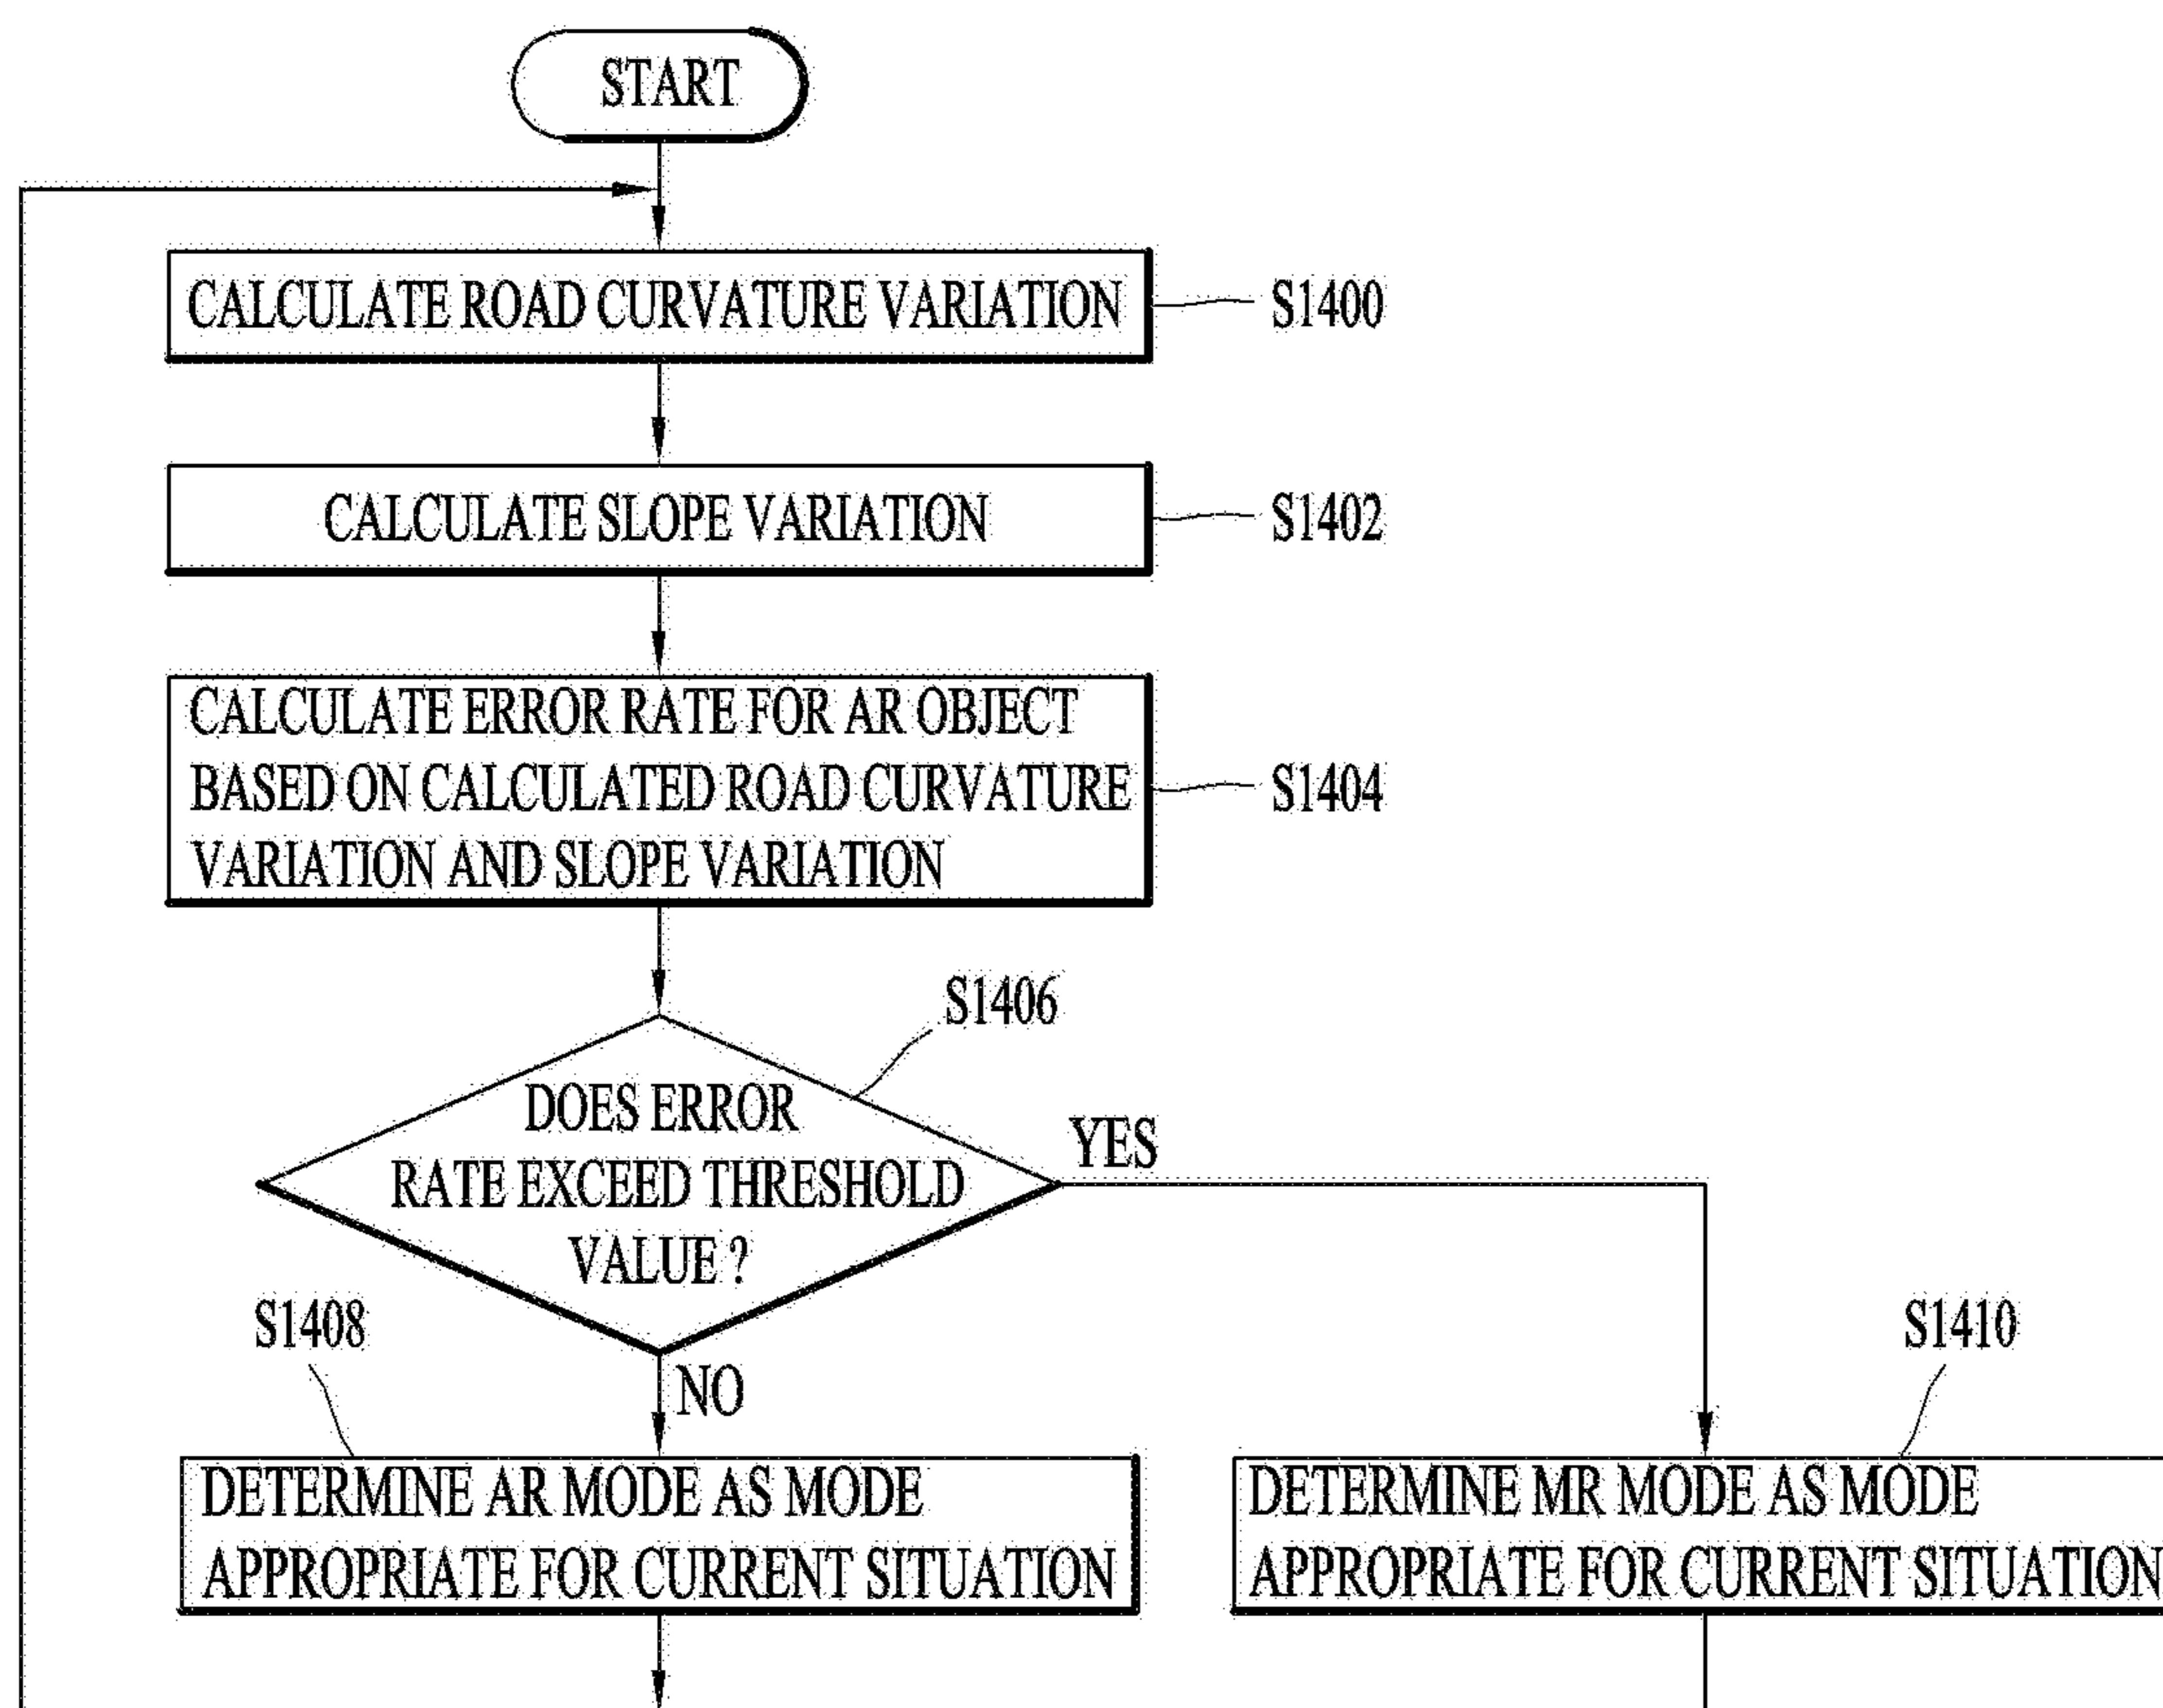 START
CALCULATE ROAD CURVATURE VARIATION
S1400
CALCULATE SLOPE VARIATION
S1402
CALCULATE ERROR RATE FOR AR OBJECT
BASED ON CALCULATED ROAD CURVATURE
VARIATION AND SLOPE VARIATION
S1404
S1406
DOES ERROR
RATE EXCEED THRESHOLD
VALUE ?
YES
NO
S1408
DETERMINE AR MODE AS MODE
APPROPRIATE FOR CURRENT SITUATION
S1410
DETERMINE MR MODE AS MODE
APPROPRIATE FOR CURRENT SITUATION